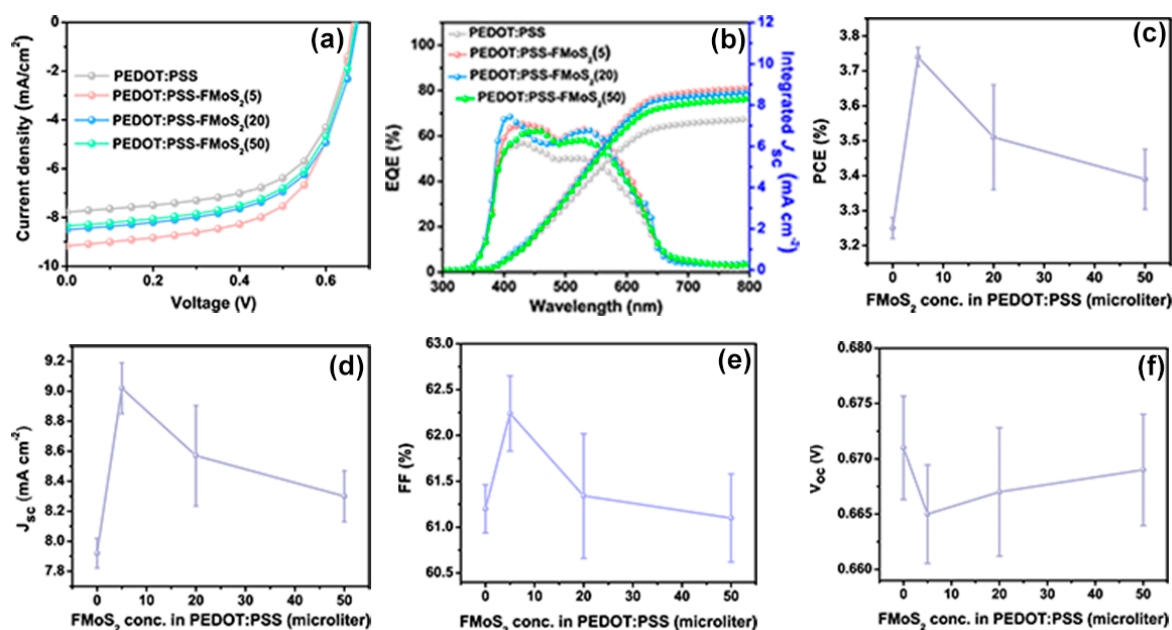 (a)
0
-2
-4
-6
-8
-10
Current density (mA/cm²)
PEDOT:PSS
PEDOT:PSS-FMoS₂(5)
PEDOT:PSS-FMoS₂(20)
PEDOT:PSS-FMoS₂(50)
0.0 0.2 0.4 0.6
Voltage (V)
(b)
100
80
60
40
20
0
EQE (%)
PEDOT:PSS
PEDOT:PSS-FMoS₂(5)
PEDOT:PSS-FMoS₂(20)
PEDOT:PSS-FMoS₂(50)
12
10
8
6
4
2
0
Integrated J sc (mA cm⁻²)
300 400 500 600 700 800
Wavelength (nm)
(c)
3.8
3.7
3.6
3.5
3.4
3.3
3.2
PCE (%)
0 10 20 30 40 50
FMoS₂ conc. in PEDOT:PSS (microliter)
(d)
9.2
9.0
8.8
8.6
8.4
8.2
8.0
7.8
J SC (mA cm⁻²)
0 10 20 30 40 50
FMoS₂ conc. in PEDOT:PSS (microliter)
(e)
63.0
62.5
62.0
61.5
61.0
60.5
FF (%)
0 10 20 30 40 50
FMoS₂ conc. in PEDOT:PSS (microliter)
(f)
0.680
0.675
0.670
0.665
0.660
V OC (V)
0 10 20 30 40 50
FMoS₂ conc. in PEDOT:PSS (microliter)